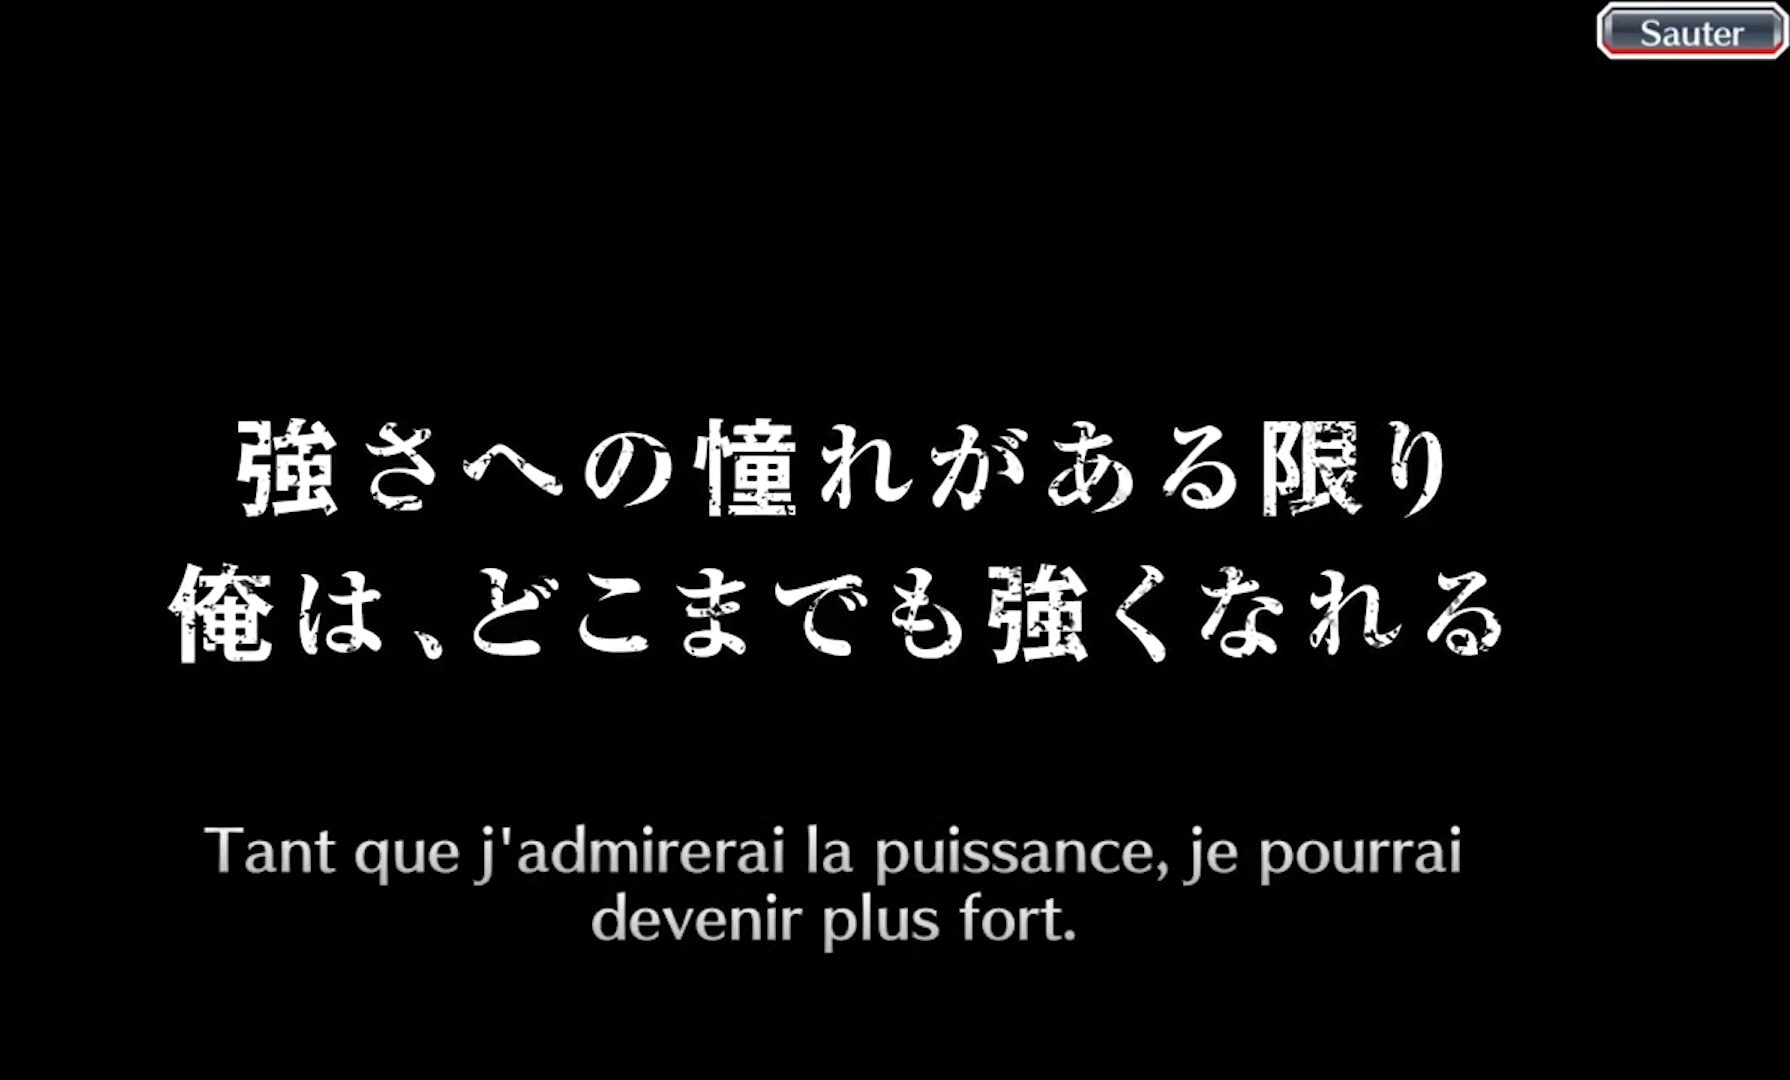 Sauter
強さへの憧れがある限り
俺は、どこまでも強くなれる
Tant que j'admirerai la puissance, je pourrai
devenir plus fort.